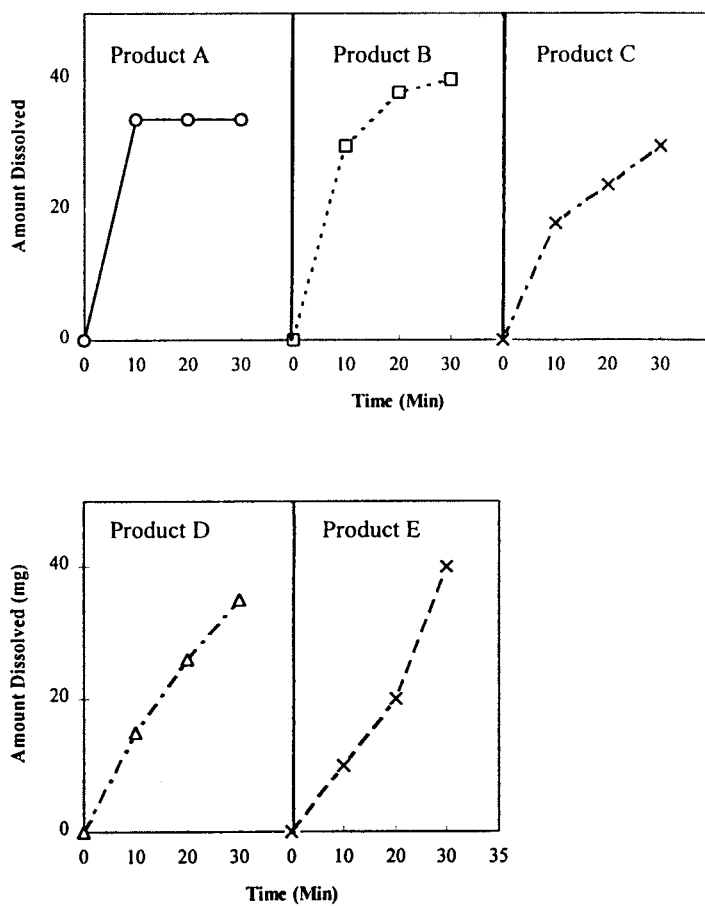 Product A Product B Product C
Amount Dissolved
40
20
0
0 10 20 30 0 10 20 30 0 10 20 30
Time (Min)
Product D Product E
Amount Dissolved (mg)
40
20
0
0 10 20 30 0 10 20 30 35
Time (Min)